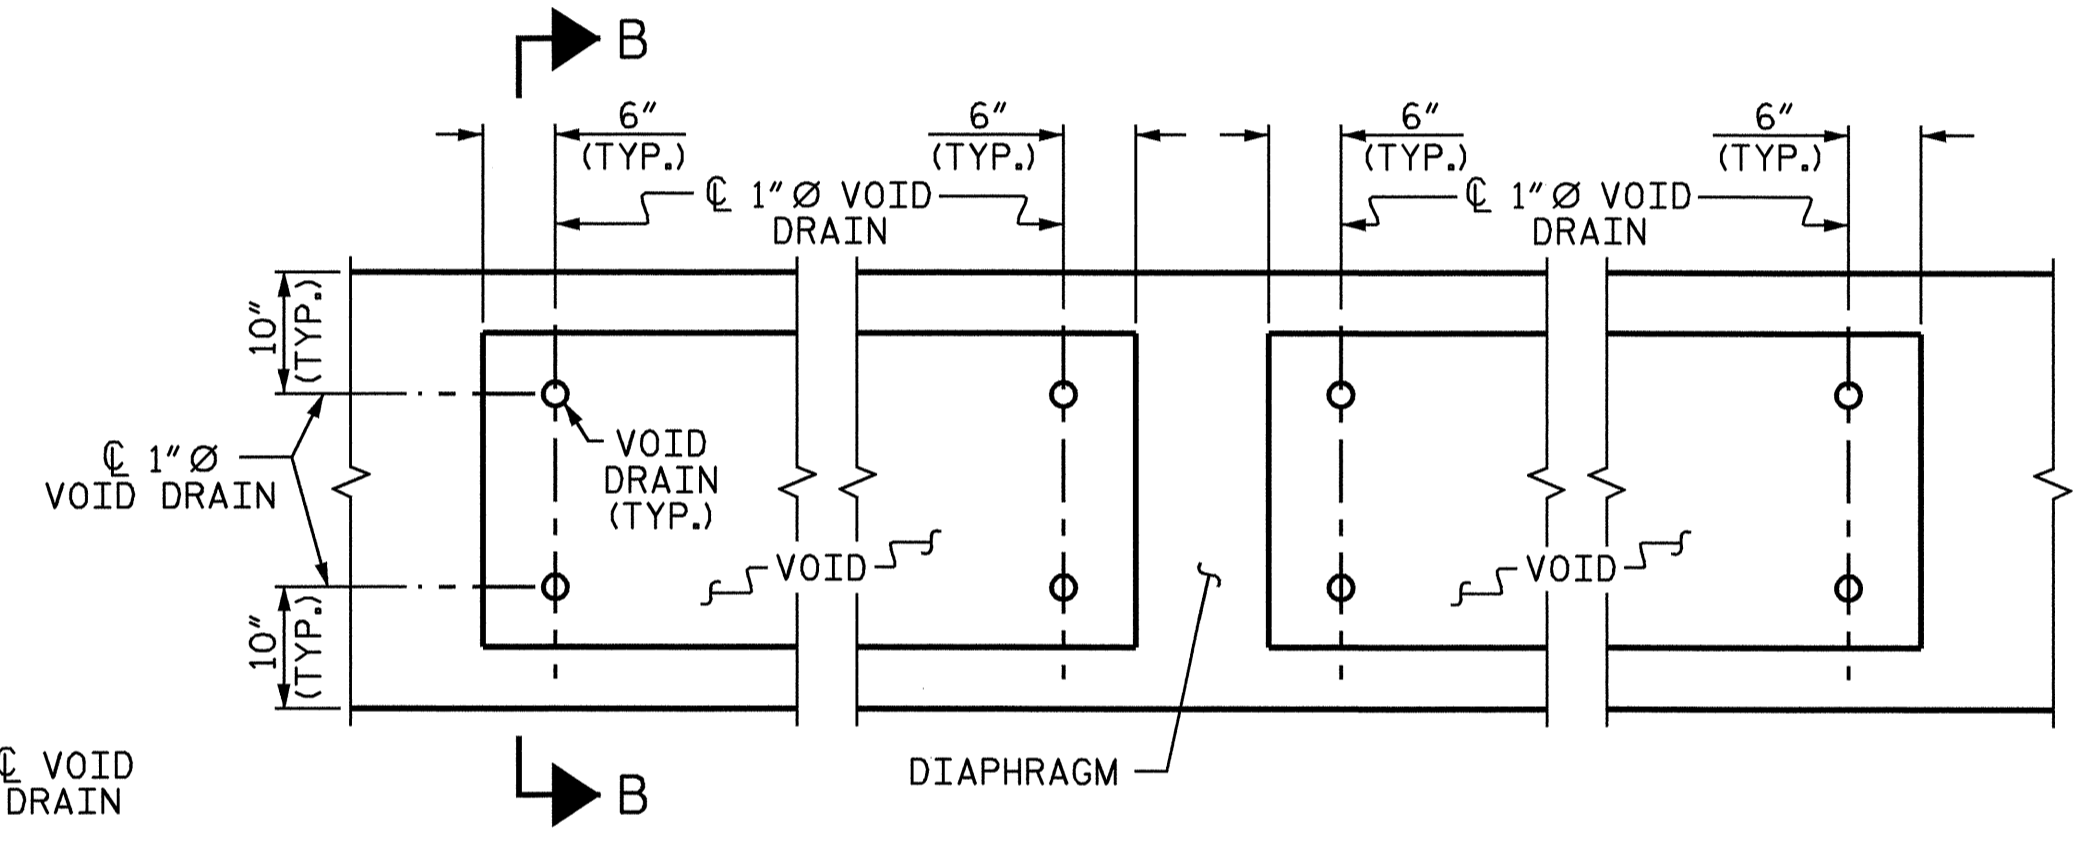 B
6" 6" 6" 6"
(TYP.) (TYP.) (TYP.) (TYP.)
℄ 1"Ø VOID
DRAIN
℄ 1"Ø VOID
DRAIN
10"
(TYP.)
℄ 1"Ø
VOID DRAIN
VOID
DRAIN
(TYP.)
VOID
VOID
10"
(TYP.)
℄ VOID
DRAIN
DIAPHRAGM
B